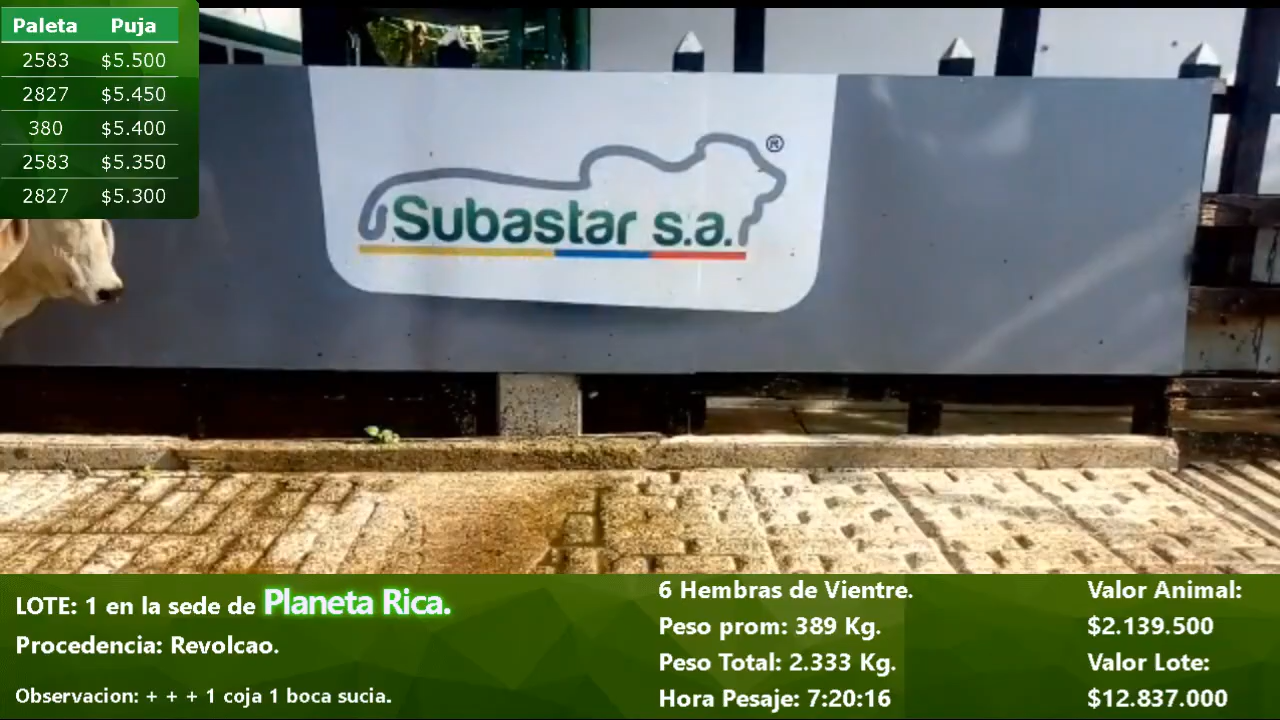 Paleta Puja
2583 $5.500
2827 $5.450
380 $5.400
2583 $5.350
2827 $5.300
®
Subastar s.a.
LOTE: 1 en la sede de Planeta Rica.
Procedencia: Revolcao.
Observacion: + + + 1 coja 1 boca sucia.
6 Hembras de Vientre.
Peso prom: 389 Kg.
Peso Total: 2.333 Kg.
Hora Pesaje: 7:20:16
Valor Animal:
$2.139.500
Valor Lote:
$12.837.000